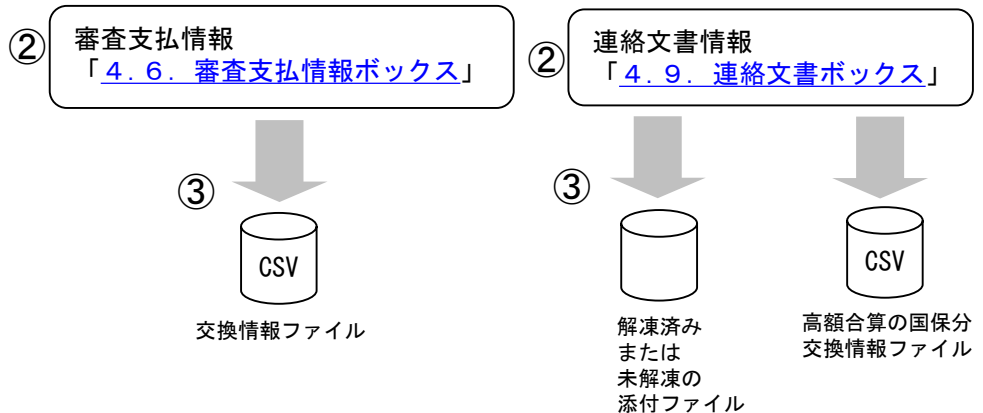 ②
審査支払情報
「４．６．審査支払情報ボックス」
③
CSV
交換情報ファイル
②
連絡文書情報
「４．９．連絡文書ボックス」
③
解凍済み
または
未解凍の
添付ファイル
CSV
高額合算の国保分
交換情報ファイル